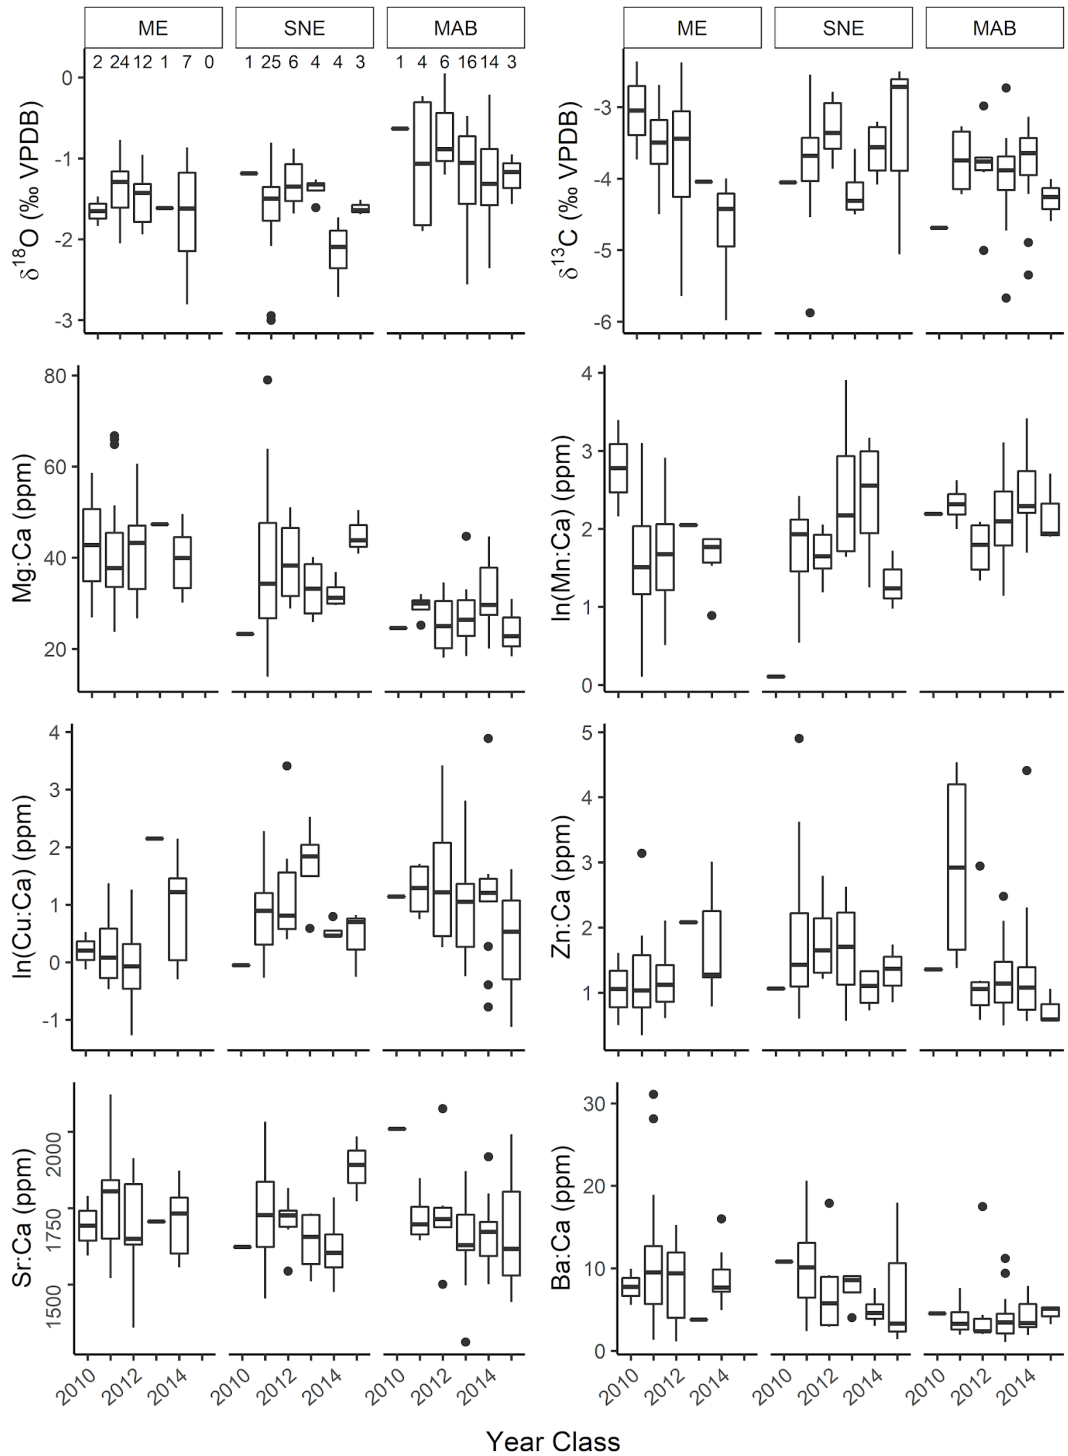 ME SNE MAB ME SNE MAB
2 24 12 1 7 0 1 25 6 4 4 3 1 4 6 16 14 3
δ18O (‰ VPDB)
0
-1
-2
-3
δ13C (‰ VPDB)
-3
-4
-5
-6
Mg:Ca (ppm)
80
60
40
20
ln(Mn:Ca) (ppm)
4
3
2
1
0
ln(Cu:Ca) (ppm)
4
3
2
1
0
-1
Zn:Ca (ppm)
5
4
3
2
1
Sr:Ca (ppm)
2000
1750
1500
Ba:Ca (ppm)
30
20
10
0
2010 2012 2014 2010 2012 2014 2010 2012 2014 2010 2012 2014 2010 2012 2014 2010 2012 2014
Year Class